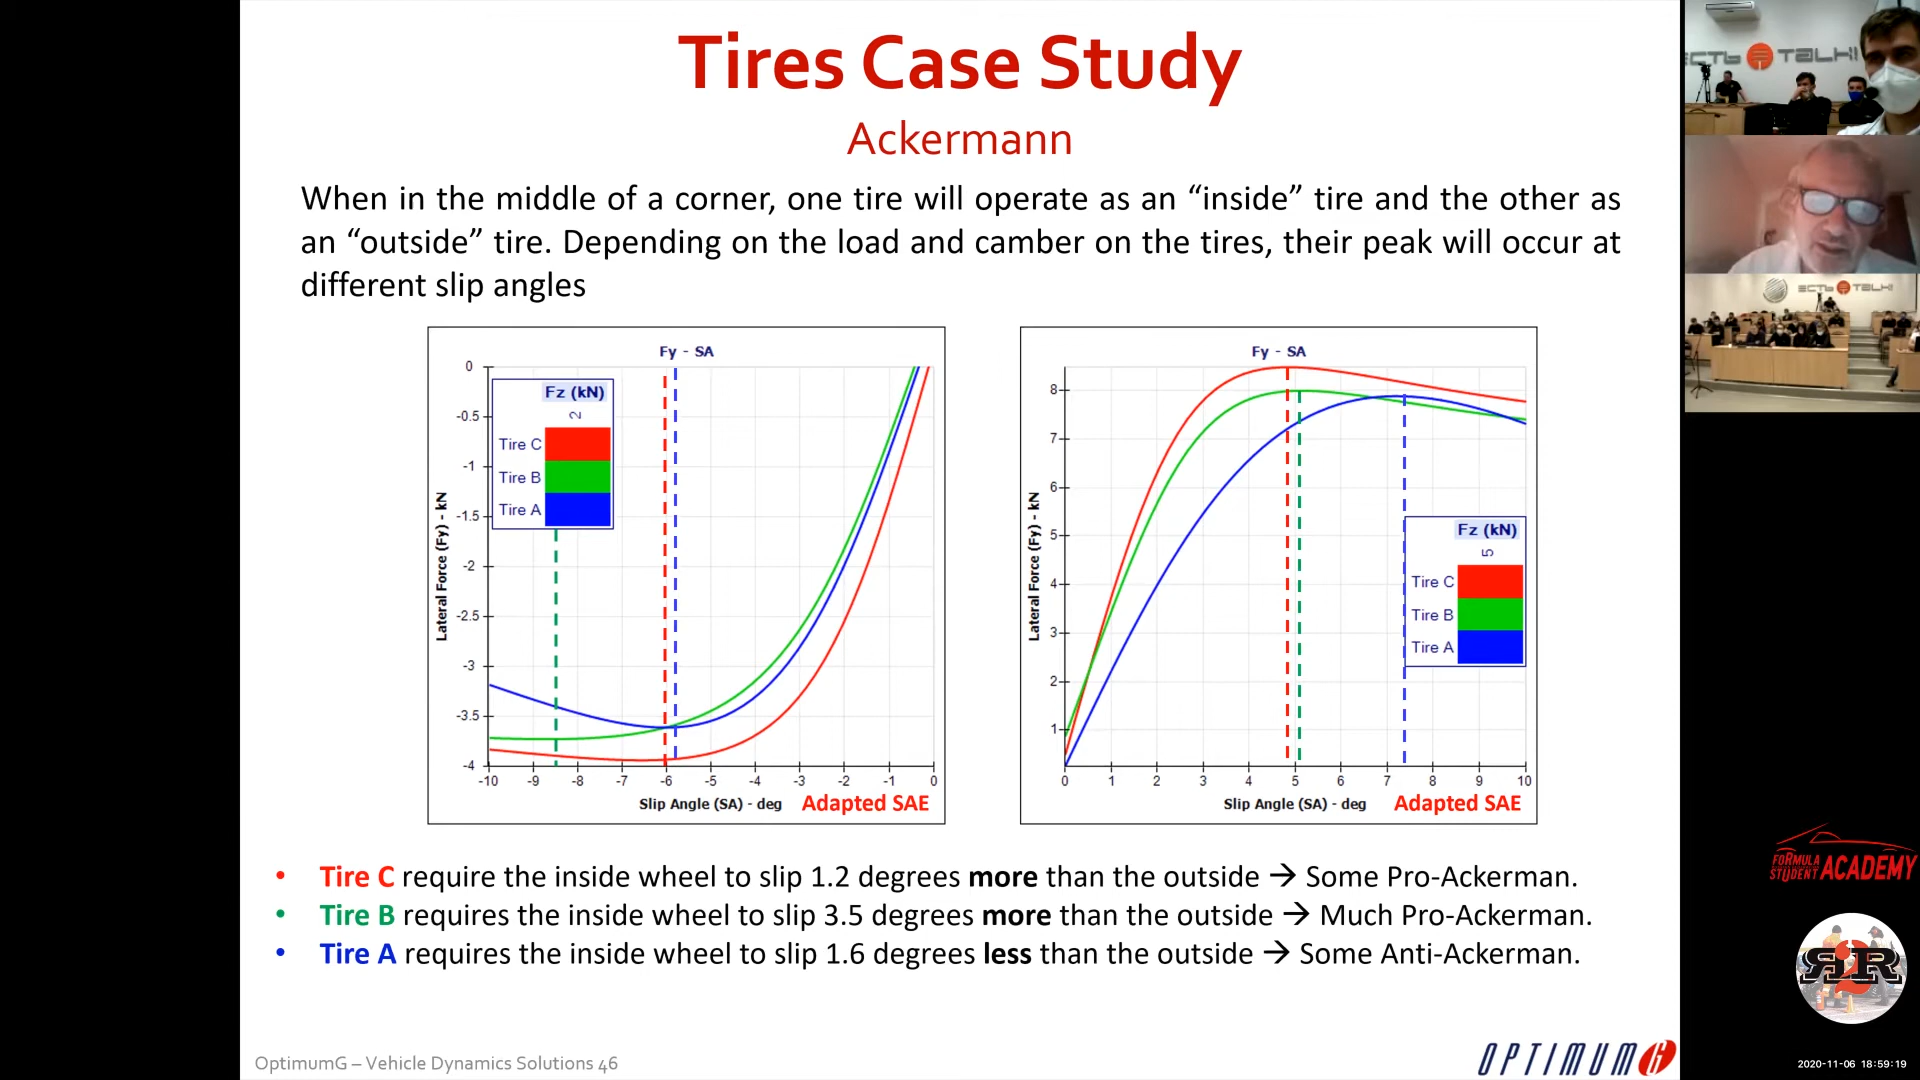 Tires Case Study
Ackermann
When in the middle of a corner, one tire will operate as an “inside” tire and the other as
an “outside” tire. Depending on the load and camber on the tires, their peak will occur at
different slip angles
Fy - SA
Fz (kN)
2
Tire C
Tire B
Tire A
Lateral Force (Fy) - kN
0
-0.5
-1
-1.5
-2
-2.5
-3
-3.5
-4
-10 -9 -8 -7 -6 -5 -4 -3 -2 -1 0
Slip Angle (SA) - deg
Adapted SAE
Fy - SA
Lateral Force (Fy) - kN
8
7
6
5
4
3
2
1
Fz (kN)
5
Tire C
Tire B
Tire A
0 1 2 3 4 5 6 7 8 9 10
Slip Angle (SA) - deg
Adapted SAE
• Tire C require the inside wheel to slip 1.2 degrees more than the outside → Some Pro-Ackerman.
• Tire B requires the inside wheel to slip 3.5 degrees more than the outside → Much Pro-Ackerman.
• Tire A requires the inside wheel to slip 1.6 degrees less than the outside → Some Anti-Ackerman.
OptimumG – Vehicle Dynamics Solutions 46
OPTIMUM G
ЕСТЬ TALK!
ЕСТЬ TALK!
FORMULA STUDENT ACADEMY
2020-11-06 18:59:19